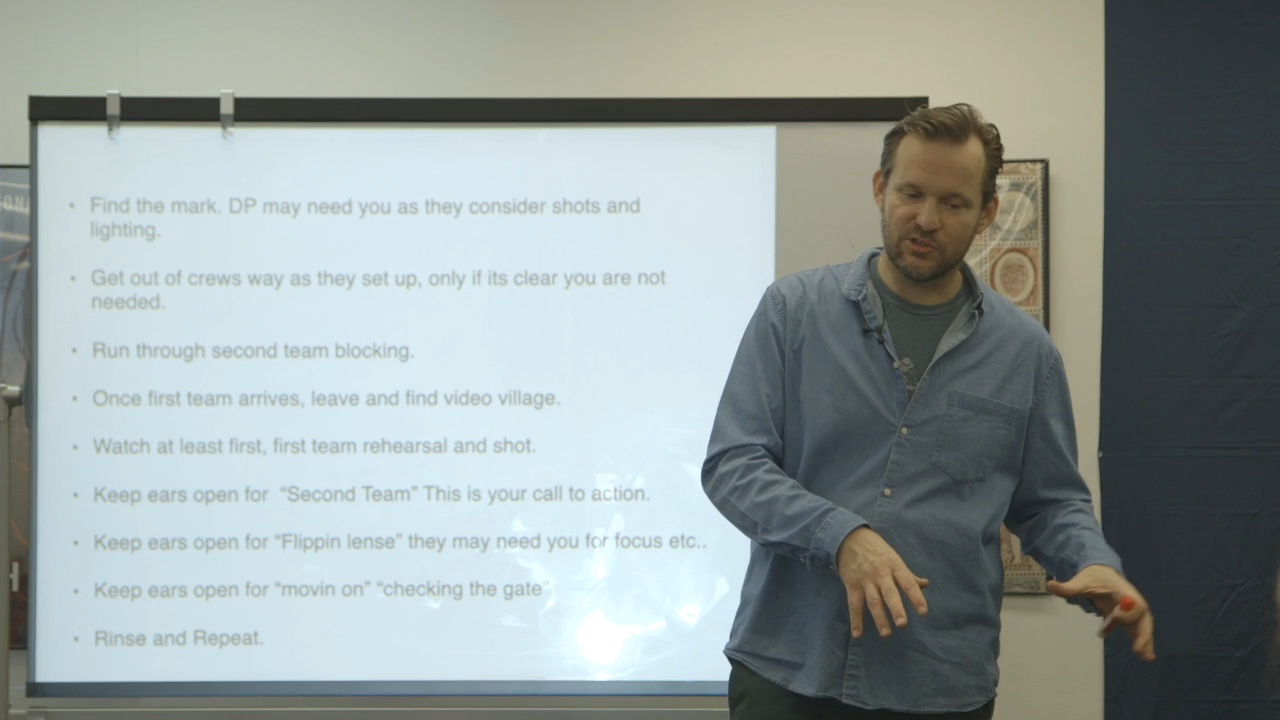 • Find the mark. DP may need you as they consider shots and
lighting.
• Get out of crews way as they set up, only if its clear you are not
needed.
• Run through second team blocking.
• Once first team arrives, leave and find video village.
• Watch at least first, first team rehearsal and shot.
• Keep ears open for “Second Team” This is your call to action.
• Keep ears open for “Flippin lense” they may need you for focus etc..
• Keep ears open for “movin on” “checking the gate”
• Rinse and Repeat.